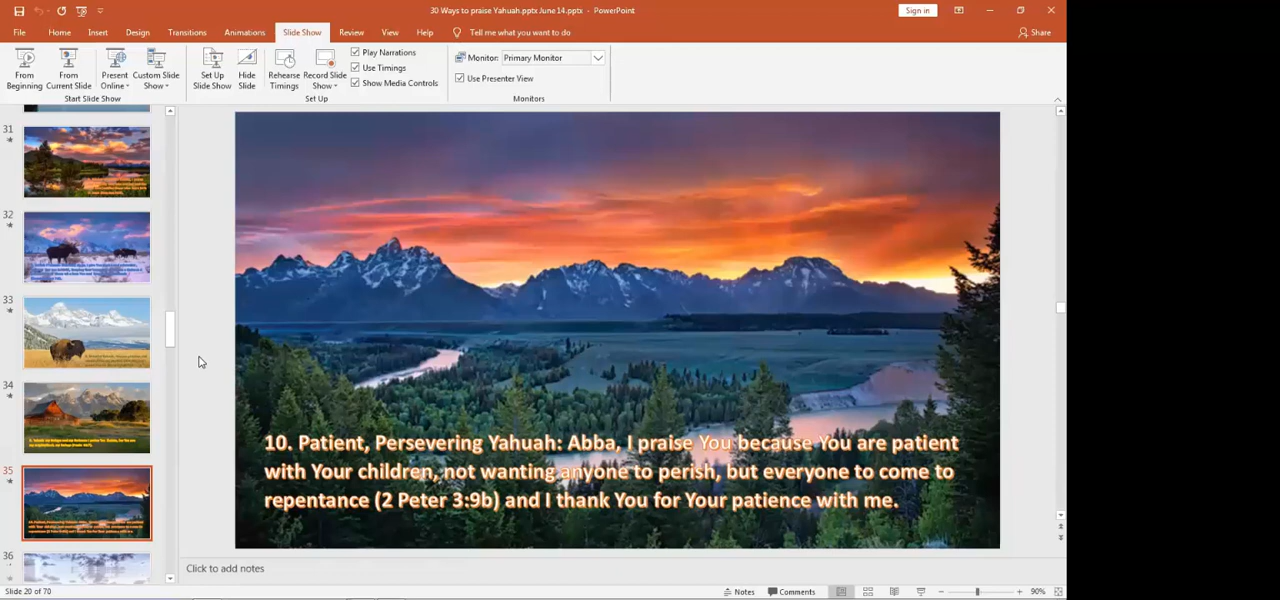 30 Ways to praise Yahuah.pptx June 14.pptx - PowerPoint
Sign in
File Home Insert Design Transitions Animations Slide Show Review View Help Tell me what you want to do Share
From Beginning
From Current Slide
Present Online
Custom Slide Show
Start Slide Show
Set Up Slide Show
Hide Slide
Rehearse Timings
Record Slide Show
Play Narrations
Use Timings
Show Media Controls
Set Up
Monitor: Primary Monitor
Use Presenter View
Monitors
31
32
33
34
35
36
10. Patient, Persevering Yahuah: Abba, I praise You because You are patient
with Your children, not wanting anyone to perish, but everyone to come to
repentance (2 Peter 3:9b) and I thank You for Your patience with me.
Click to add notes
Slide 20 of 70
Notes Comments 90%